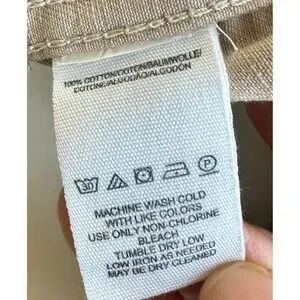 100% COTTON/COTON/BAUMWOLLE/
COTONE/ALGODÃO/ALGODÓN
30
P
MACHINE WASH COLD
WITH LIKE COLORS
USE ONLY NON-CHLORINE
BLEACH
TUMBLE DRY LOW
LOW IRON AS NEEDED
MAY BE DRY CLEANED